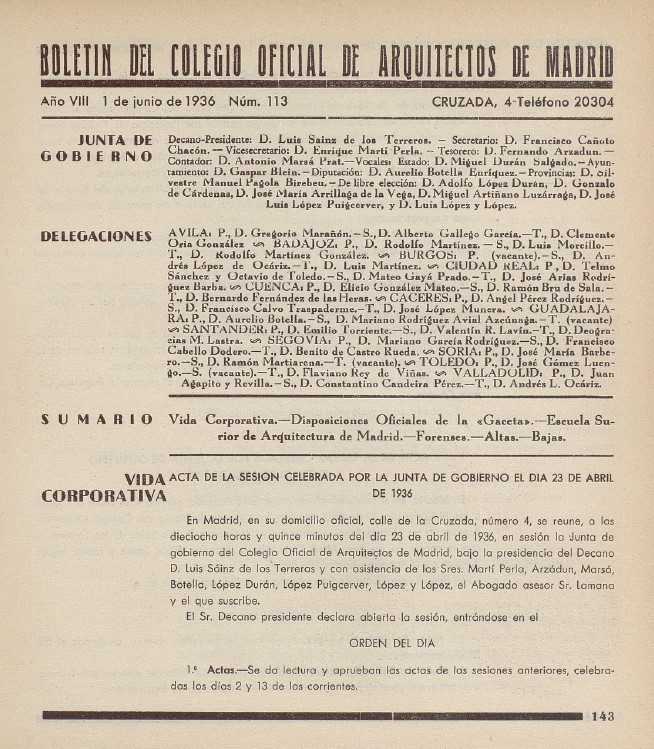 BOLETIN DEL COLEGIO OFICIAL DE ARQUITECTOS DE MADRID
Año VIII 1 de junio de 1936 Núm. 113 CRUZADA, 4-Teléfono 20304
JUNTA DE GOBIERNO
Decano-Presidente: D. Luis Sainz de los Terreros. — Secretario: D. Francisco Cañoto
Chacón. — Vicesecretario: D. Enrique Martí Perla. — Tesorero: D. Fernando Arzadun. —
Contador: D. Antonio Marsá Prat.—Vocales: Estado: D. Miguel Durán Salgado.—Ayun-
tamiento: D. Gaspar Blein.—Diputación: D. Aurelio Botella Enríquez.—Provincias: D. Sil-
vestre Manuel Pagola Bireben.—De libre elección: D. Adolfo López Durán, D. Gonzalo
de Cárdenas, D. José María Arrillaga de la Vega, D. Miguel Artiñano Luzárraga, D. José
Luis López Puigcerver, y D. Luis López y López.
DELEGACIONES
AVILA: P., D. Gregorio Marañón.—S., D. Alberto Gallego García.—T., D. Clemente
Oria González ᔕ BADAJOZ: P., D. Rodolfo Martínez. — S., D. Luis Morcillo.—
T., D. Rodolfo Martínez González. ᔕ BURGOS: P. (vacante).—S., D. An-
drés López de Ocáriz.—T., D. Luis Martínez. ᔕ CIUDAD REAL: P., D. Telmo
Sánchez y Octavio de Toledo.—S., D. Mateo Gayá Prado.—T., D. José Arias Rodrí-
guez Barba. ᔕ CUENCA: P., D. Elicio González Mateo.—S., D. Ramón Bru de Sala.—
T., D. Bernardo Fernández de las Heras. ᔕ CACERES: P., D. Angel Pérez Rodríguez.—
S., D. Francisco Calvo Traspaderne.—T., D. José López Munera. ᔕ GUADALAJA-
RA: P., D. Aurelio Botella.—S., D. Mariano Rodríguez Avial Azcúnaga.—T. (vacante)
ᔕ SANTANDER: P., D. Emilio Torriente.—S., D. Valentín R. Lavín.—T., D. Deogra-
cias M. Lastra. ᔕ SEGOVIA: P., D. Mariano García Rodríguez.—S., D. Francisco
Cabello Dodero.—T., D. Benito de Castro Rueda. ᔕ SORIA: P., D. José María Barbe-
ro.—S., D. Ramón Martiarena.—T. (vacante). ᔕ TOLEDO: P., D. José Gómez Luen-
go.—S. (vacante).—T., D. Flaviano Rey de Viñas. ᔕ VALLADOLID: P., D. Juan
Agapito y Revilla.—S., D. Constantino Candeira Pérez.—T., D. Andrés L. Ocáriz.
SUMARIO
Vida Corporativa.—Disposiciones Oficiales de la «Gaceta».—Escuela Su-
rior de Arquitectura de Madrid.—Forenses.—Altas.—Bajas.
VIDA CORPORATIVA
ACTA DE LA SESION CELEBRADA POR LA JUNTA DE GOBIERNO EL DIA 23 DE ABRIL
DE 1936
En Madrid, en su domicilio oficial, calle de la Cruzada, número 4, se reune, a las
dieciocho horas y quince minutos del día 23 de abril de 1936, en sesión la Junta de
gobierno del Colegio Oficial de Arquitectos de Madrid, bajo la presidencia del Decano
D. Luis Sáinz de los Terreros y con asistencia de los Sres. Martí Perla, Arzádun, Marsá,
Botella, López Durán, López Puigcerver, López y López, el Abogado asesor Sr. Lamana
y el que suscribe.
El Sr. Decano presidente declara abierta la sesión, entrándose en el
ORDEN DEL DIA
1.º Actas.—Se da lectura y aprueban las actas de las sesiones anteriores, celebra-
das los días 2 y 13 de los corrientes.
143